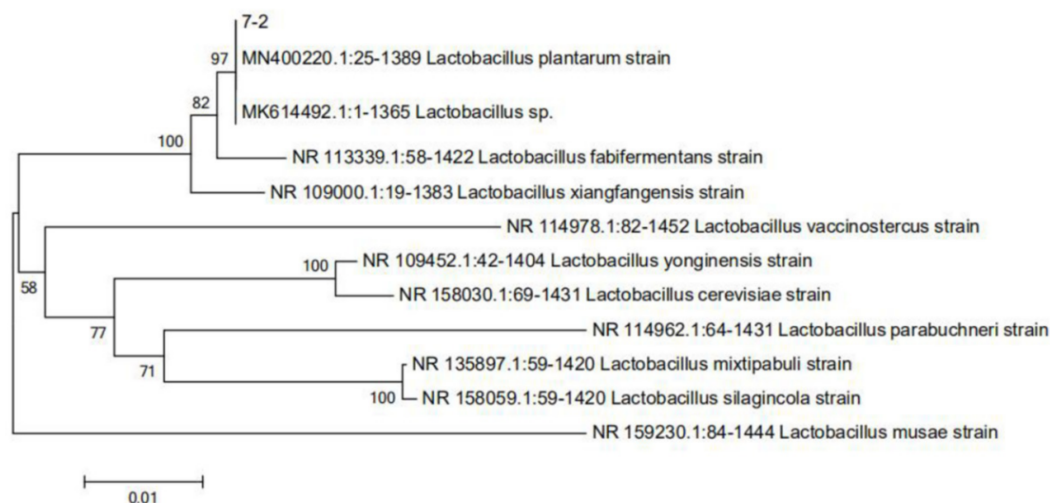 7-2
97
MN400220.1:25-1389 Lactobacillus plantarum strain
82
MK614492.1:1-1365 Lactobacillus sp.
100
NR 113339.1:58-1422 Lactobacillus fabifermentans strain
NR 109000.1:19-1383 Lactobacillus xiangfangensis strain
NR 114978.1:82-1452 Lactobacillus vaccinostercus strain
100
NR 109452.1:42-1404 Lactobacillus yonginensis strain
58
NR 158030.1:69-1431 Lactobacillus cerevisiae strain
77
NR 114962.1:64-1431 Lactobacillus parabuchneri strain
71
NR 135897.1:59-1420 Lactobacillus mixtipabuli strain
100
NR 158059.1:59-1420 Lactobacillus silagincola strain
NR 159230.1:84-1444 Lactobacillus musae strain
0.01